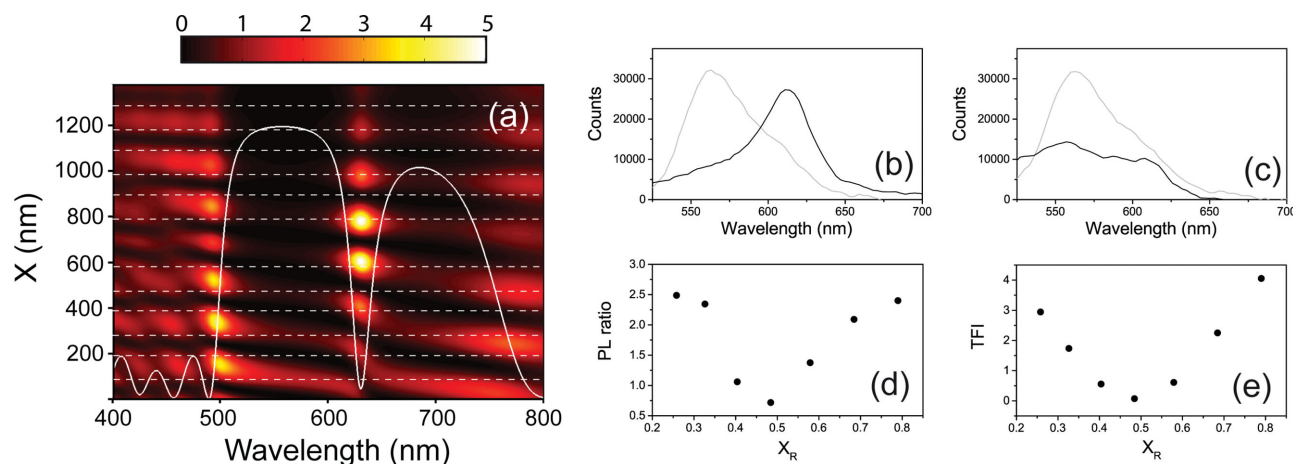 0 1 2 3 4 5
(a)
X (nm)
1200
1000
800
600
400
200
400 500 600 700 800
Wavelength (nm)
(b)
Counts
30000
20000
10000
0
550 600 650 700
Wavelength (nm)
(c)
Counts
30000
20000
10000
0
550 600 650 700
Wavelength (nm)
(d)
PL ratio
3.0
2.5
2.0
1.5
1.0
0.5
0.2 0.3 0.4 0.5 0.6 0.7 0.8
(e)
TFI
4
3
2
1
0
0.2 0.3 0.4 0.5 0.6 0.7 0.8
X_R
X_R